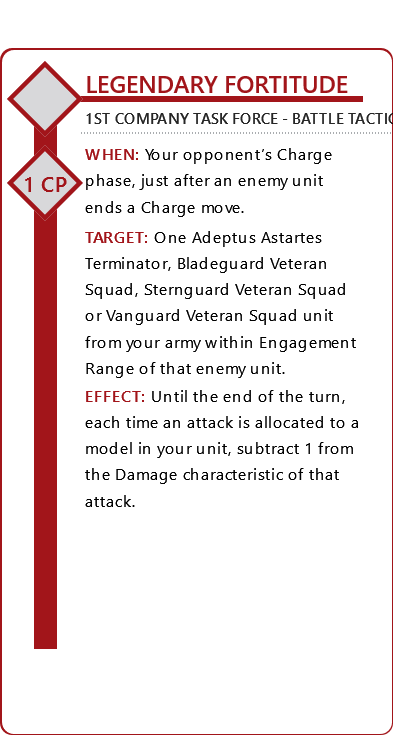 LEGENDARY FORTITUDE
1ST COMPANY TASK FORCE - BATTLE
1 CP
WHEN: Your opponent's Charge
phase, just after an enemy unit
ends a Charge move.
TARGET: One Adeptus Astartes
Terminator, Bladeguard Veteran
Squad, Sternguard Veteran Squad
or Vanguard Veteran Squad unit
from your army within Engagement
Range of that enemy unit.
EFFECT: Until the end of the turn,
each time an attack is allocated to a
model in your unit, subtract 1 from
the Damage characteristic of that
attack.